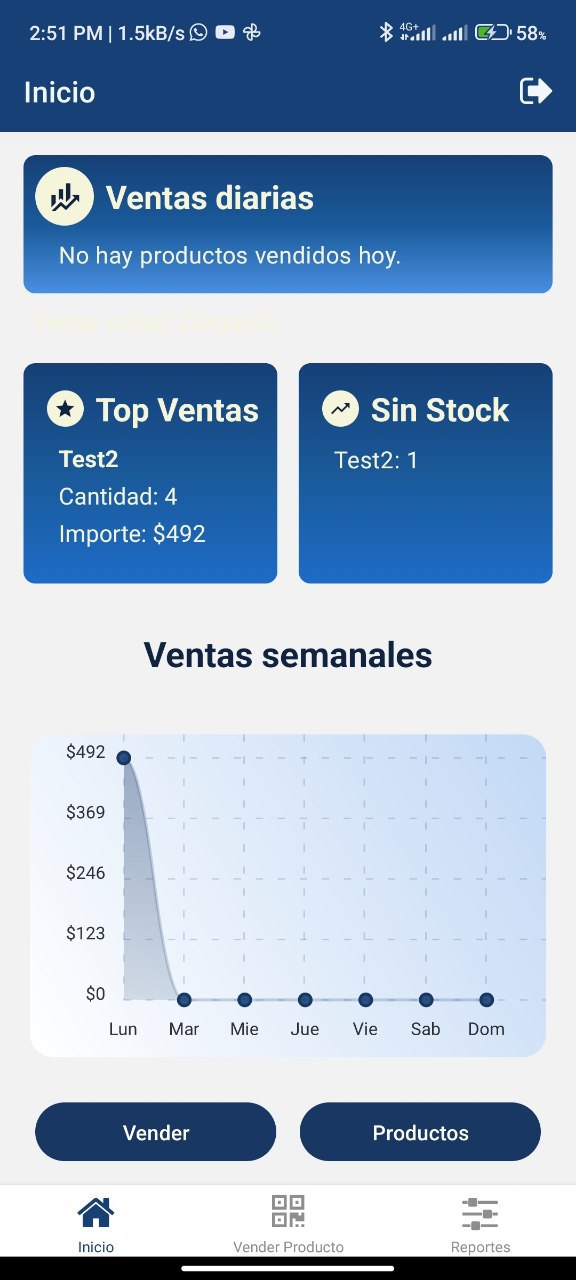 2:51 PM | 1.5kB/s
4G+
58%
Inicio
Ventas diarias
No hay productos vendidos hoy.
Top Ventas
Test2
Cantidad: 4
Importe: $492
Sin Stock
Test2: 1
Ventas semanales
$492
$369
$246
$123
$0
Lun Mar Mie Jue Vie Sab Dom
Vender
Productos
Inicio
Vender Producto
Reportes